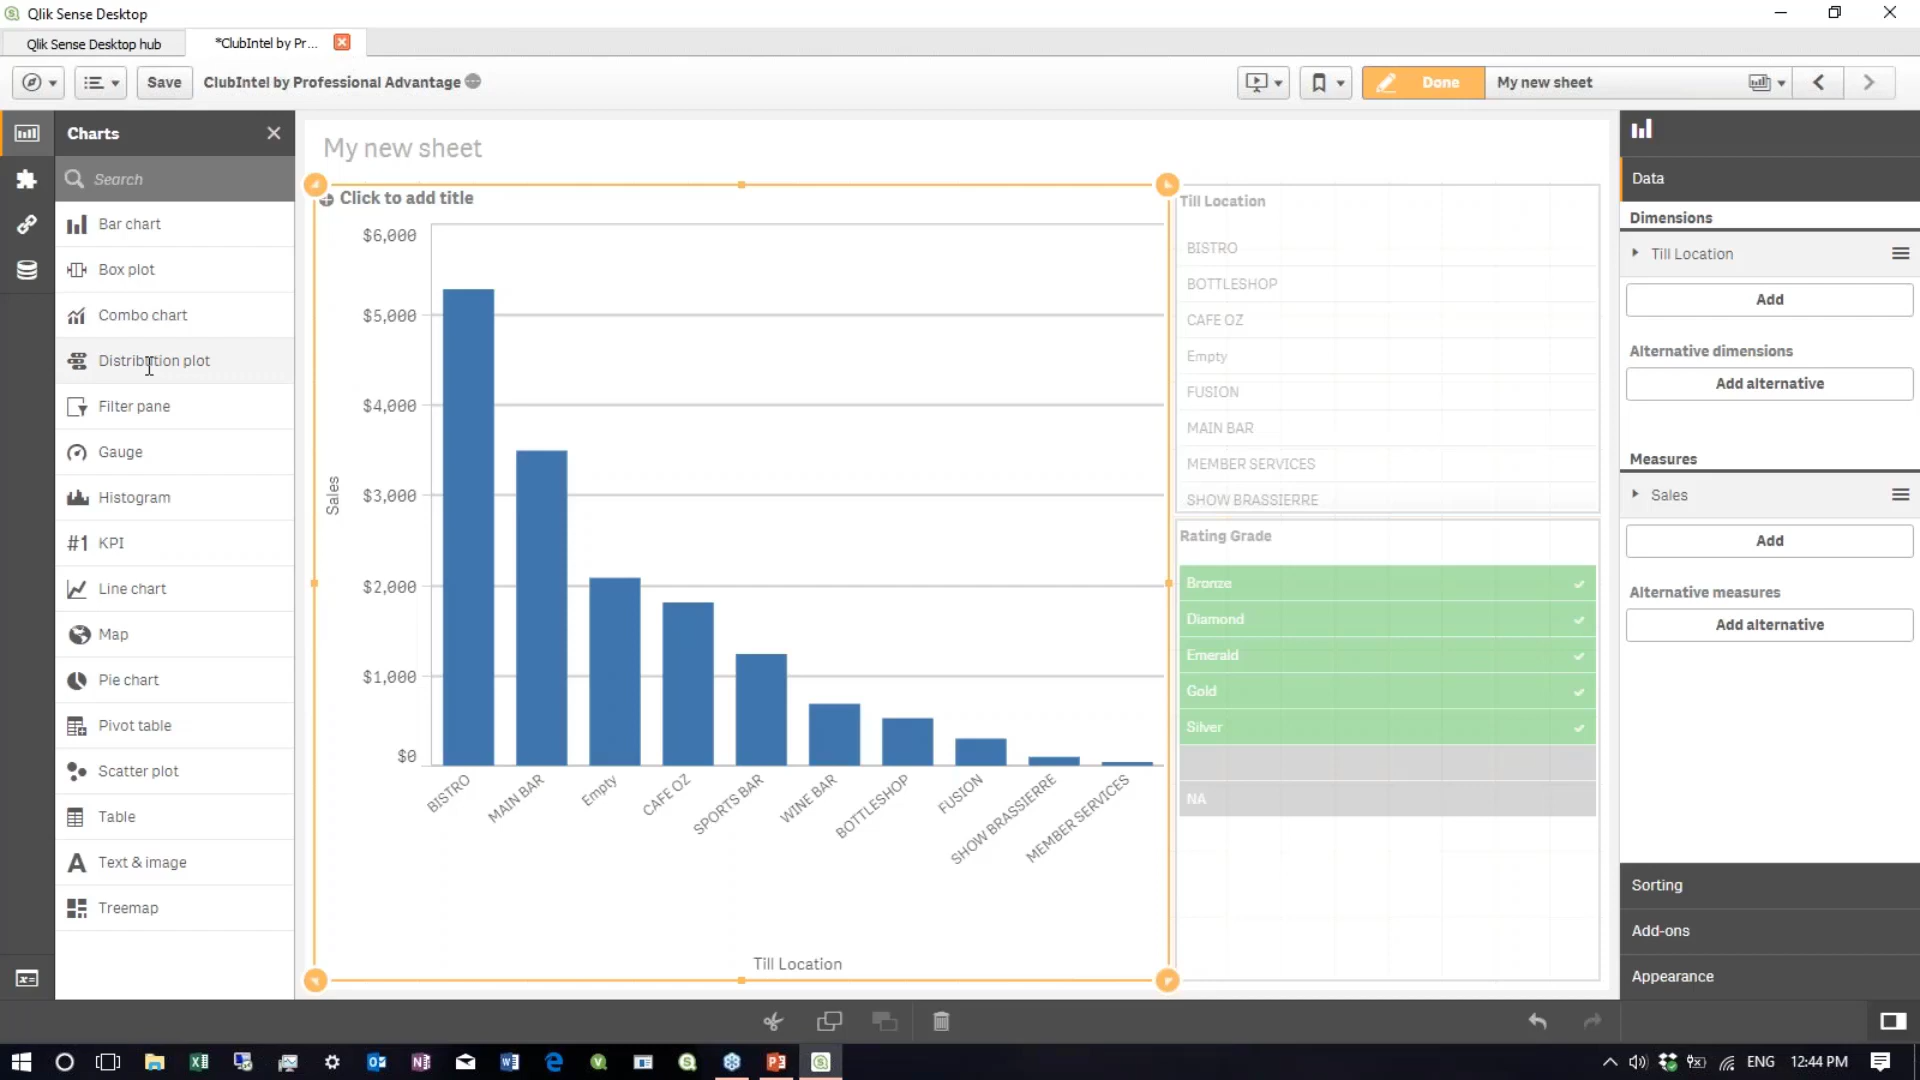 Qlik Sense Desktop
Qlik Sense Desktop hub
*ClubIntel by Pr...
Save
ClubIntel by Professional Advantage
Done
My new sheet
Charts
Search
Bar chart
Box plot
Combo chart
Distribution plot
Filter pane
Gauge
Histogram
#1 KPI
Line chart
Map
Pie chart
Pivot table
Scatter plot
Table
Text & image
Treemap
My new sheet
Click to add title
$6,000
$5,000
$4,000
$3,000
$2,000
$1,000
$0
Sales
BISTRO
MAIN BAR
Empty
CAFE OZ
SPORTS BAR
WINE BAR
BOTTLESHOP
FUSION
SHOW BRASSIERRE
MEMBER SERVICES
Till Location
Till Location
BISTRO
BOTTLESHOP
CAFE OZ
Empty
FUSION
MAIN BAR
MEMBER SERVICES
SHOW BRASSIERRE
Rating Grade
Bronze
Diamond
Emerald
Gold
Silver
NA
Data
Dimensions
Till Location
Add
Alternative dimensions
Add alternative
Measures
Sales
Add
Alternative measures
Add alternative
Sorting
Add-ons
Appearance
ENG
12:44 PM